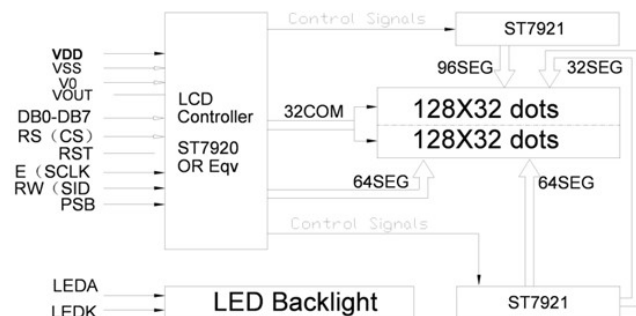 Control Signals
ST7921
VDD
VSS
V0
VOUT
DB0-DB7
RS (CS)
RST
E (SCLK
RW (SID
PSB
LCD
Controller
ST7920
OR Eqv
32COM
96SEG
32SEG
128X32 dots
128X32 dots
64SEG
64SEG
Control Signals
LEDA
LEDK
LED Backlight
ST7921